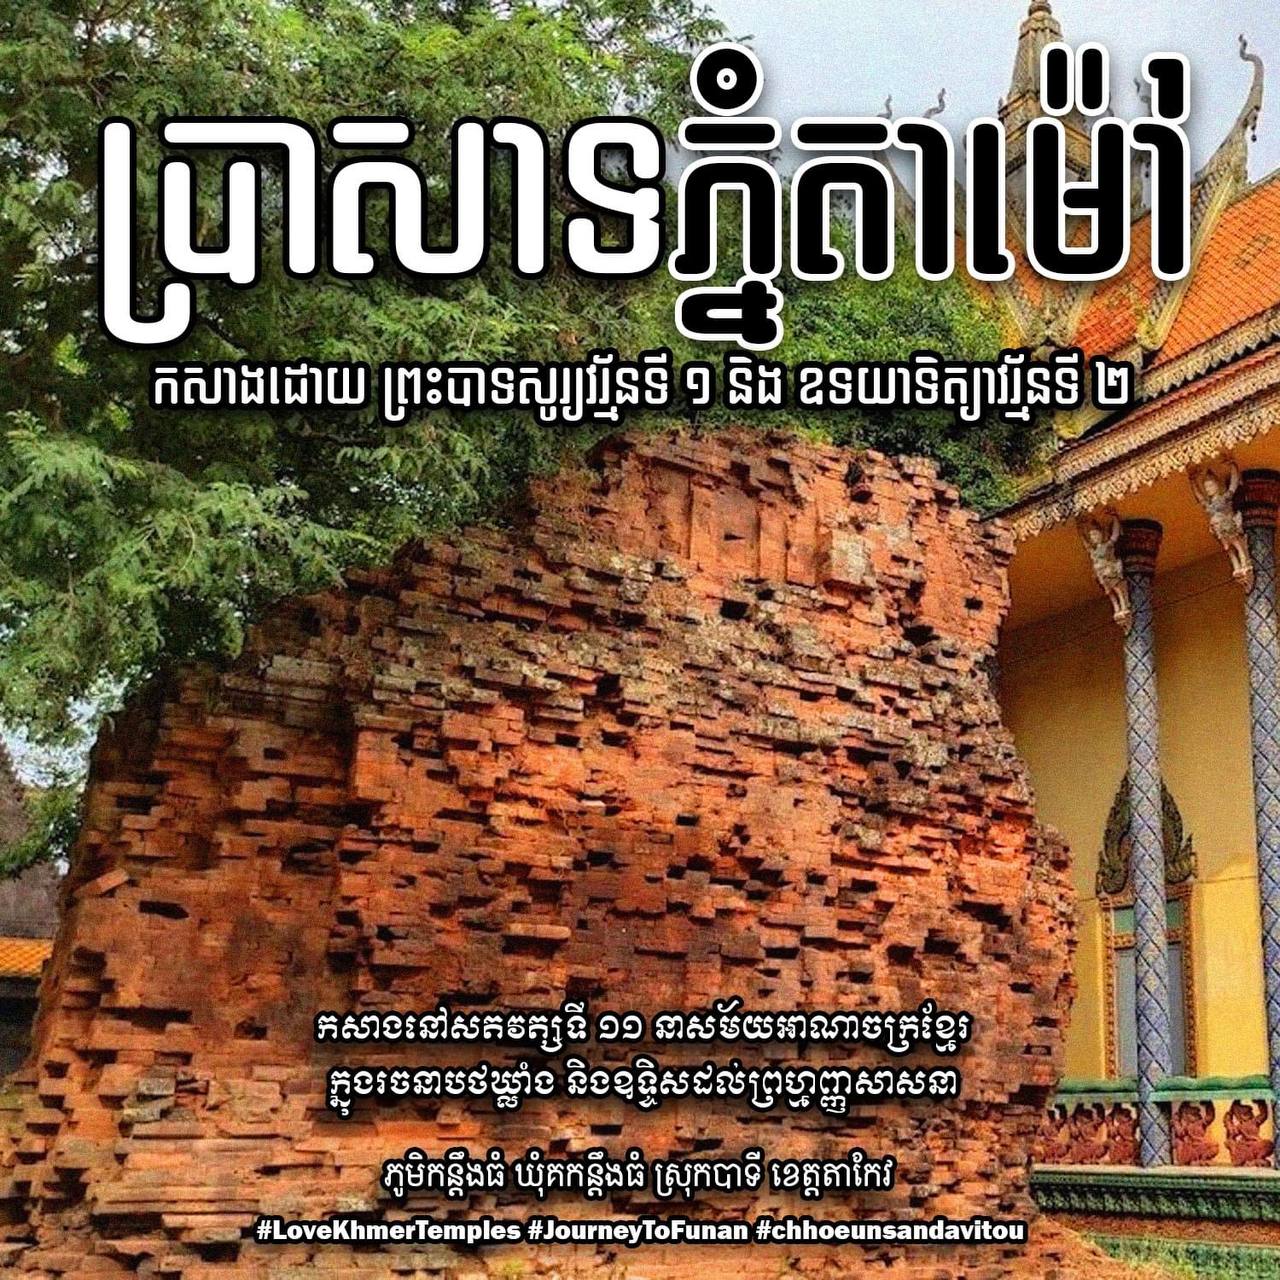 ប្រាសាទភ្នំតាម៉ៅ
កសាងដោយ ព្រះបាទសូរ្យវរ្ម័នទី ១ និង ឧទយាទិត្យាវរ្ម័នទី ២
កសាងនៅសតវត្សទី ១១ នាសម័យអាណាចក្រខ្មែរ
ក្នុងរចនាបថឃ្លាំង និងឧទ្ទិសដល់ព្រហ្មញ្ញសាសនា
ភូមិកន្តឹងធំ ឃុំគកន្តឹងធំ ស្រុកបាទី ខេត្តតាកែវ
#LoveKhmerTemples #JourneyToFunan #chhoeunsandavitou